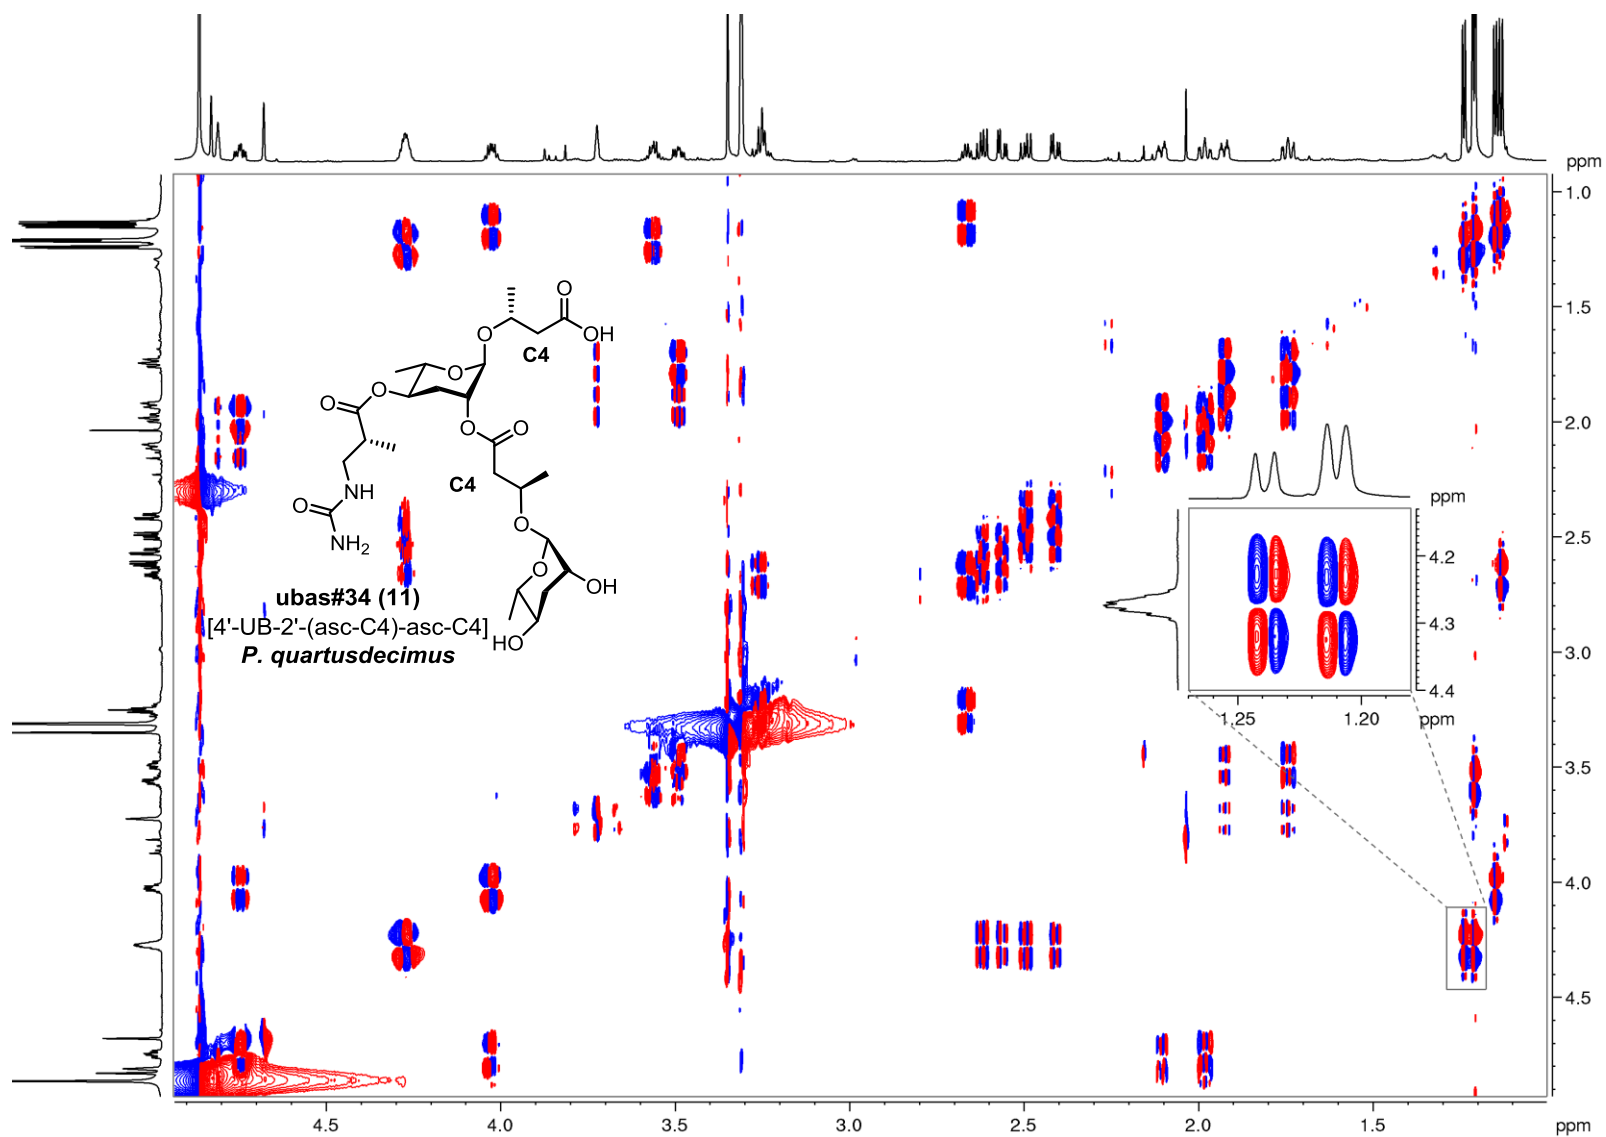 ppm
1.0
1.5
2.0
2.5
3.0
3.5
4.0
4.5
O
OH
O
C4
O
O
O
O
O
C4
NH
O
O
NH2
O
OH
HO
ubas#34 (11)
[4'-UB-2'-(asc-C4)-asc-C4]
P. quartusdecimus
ppm
4.2
4.3
4.4
1.25
1.20
ppm
4.5
4.0
3.5
3.0
2.5
2.0
1.5
ppm